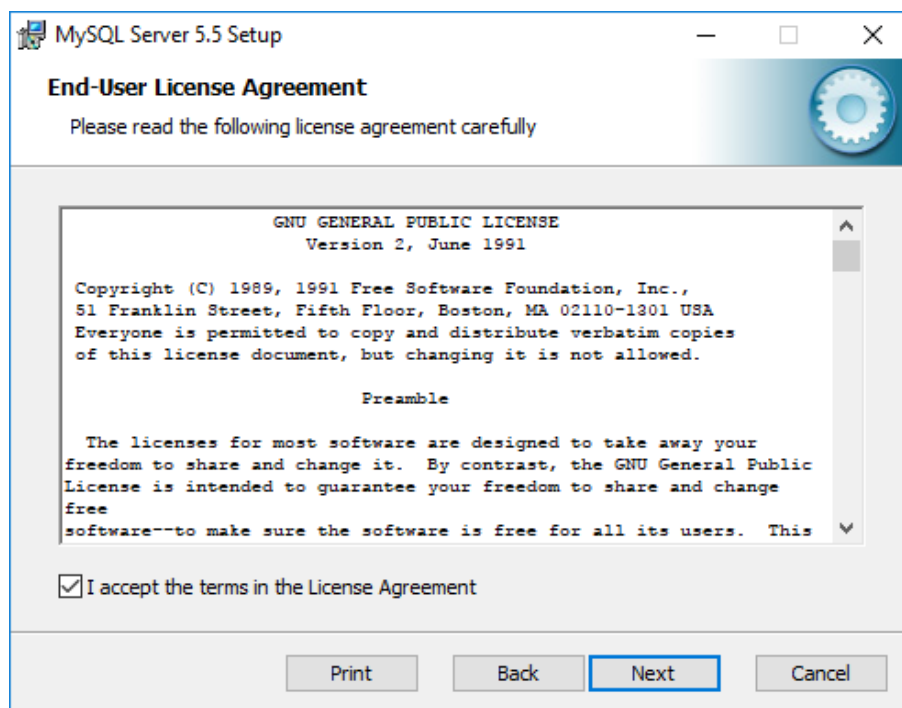 MySQL Server 5.5 Setup
End-User License Agreement
Please read the following license agreement carefully
GNU GENERAL PUBLIC LICENSE
Version 2, June 1991
Copyright (C) 1989, 1991 Free Software Foundation, Inc.,
51 Franklin Street, Fifth Floor, Boston, MA 02110-1301 USA
Everyone is permitted to copy and distribute verbatim copies
of this license document, but changing it is not allowed.
Preamble
The licenses for most software are designed to take away your
freedom to share and change it. By contrast, the GNU General Public
License is intended to guarantee your freedom to share and change
free
software--to make sure the software is free for all its users. This
I accept the terms in the License Agreement
Print Back Next Cancel